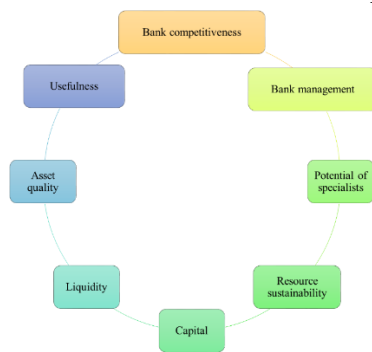 Bank competitiveness
Bank management
Potential of
specialists
Resource
sustainability
Capital
Liquidity
Asset
quality
Usefulness